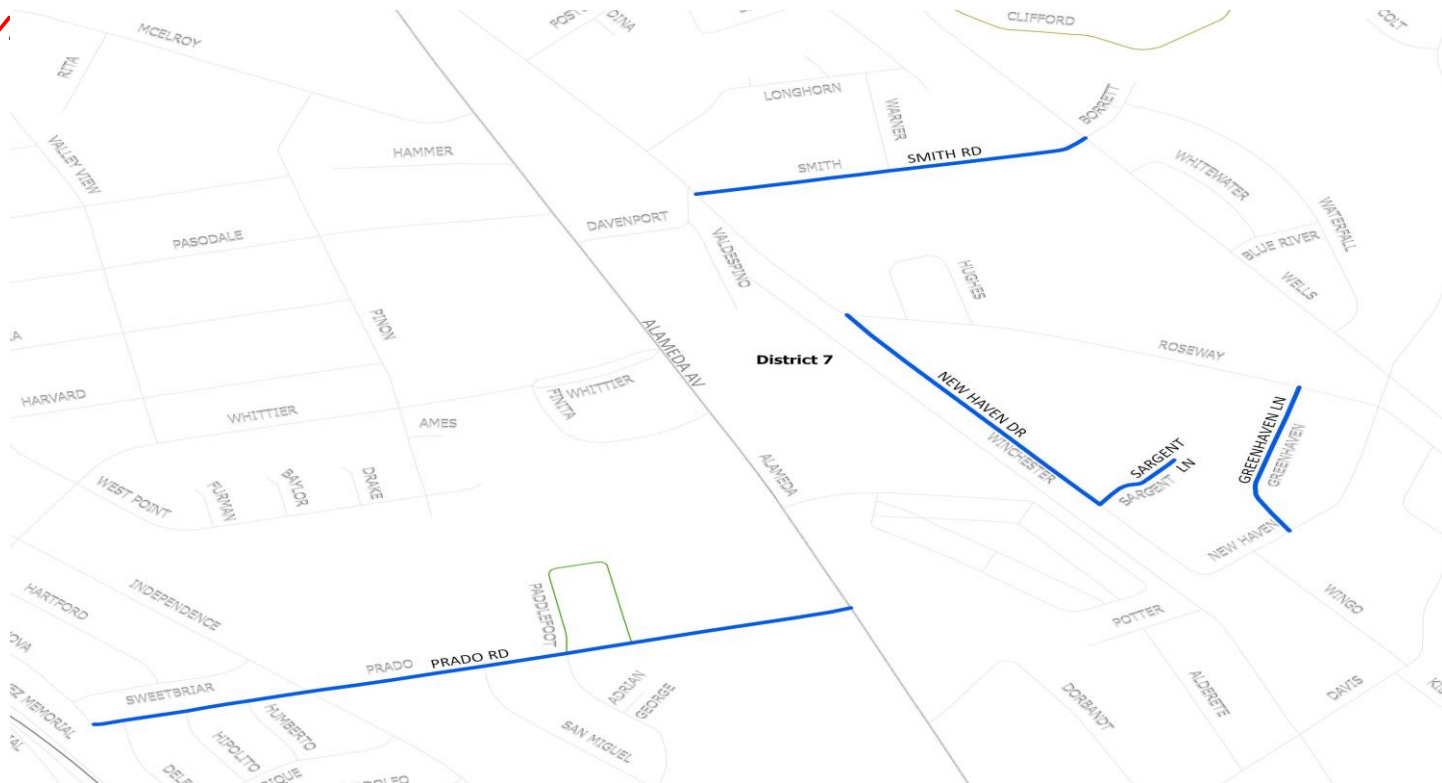 CLIFFORD
COLT
MCELROY
RITA
LONGHORN
WARNER
BORRETT
VALLEY VIEW
HAMMER
SMITH
SMITH RD
WHITEWATER
PASODALE
DAVENPORT
VALDESPINO
WATERFALL
BLUE RIVER
HUGHES
WELLS
PINON
ALAMEDA AV
District 7
ROSEWAY
HARVARD
WHITTIER
WHITTIER
FINITA
AMES
NEW HAVEN DR
WINCHESTER
GREENHAVEN LN
GREENHAVEN
ALAMEDA
SARGENT
LN
SARGENT
WEST POINT
FURMAN
BAYLOR
DRAKE
NEW HAVEN
HARTFORD
INDEPENDENCE
PADDLEFOOT
WINGO
POTTER
PRADO
PRADO RD
SWEETBRIAR
ADRIAN
GEORGE
DORBANDT
ALDERETE
DAVIS
EZ MEMORIAL
HIPOLITO
HUMBERTO
SAN MIGUEL